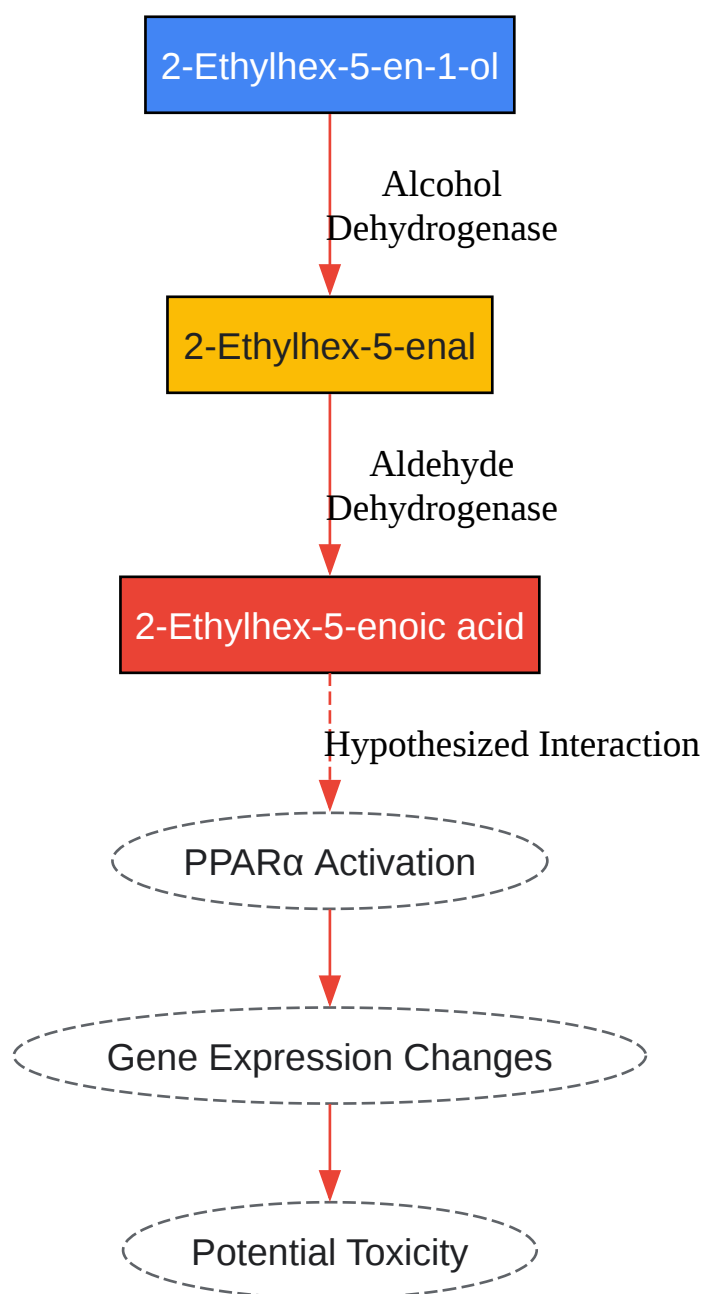 2-Ethylhex-5-en-1-ol
Alcohol
Dehydrogenase
2-Ethylhex-5-enal
Aldehyde
Dehydrogenase
2-Ethylhex-5-enoic acid
Hypothesized Interaction
PPARα Activation
Gene Expression Changes
Potential Toxicity